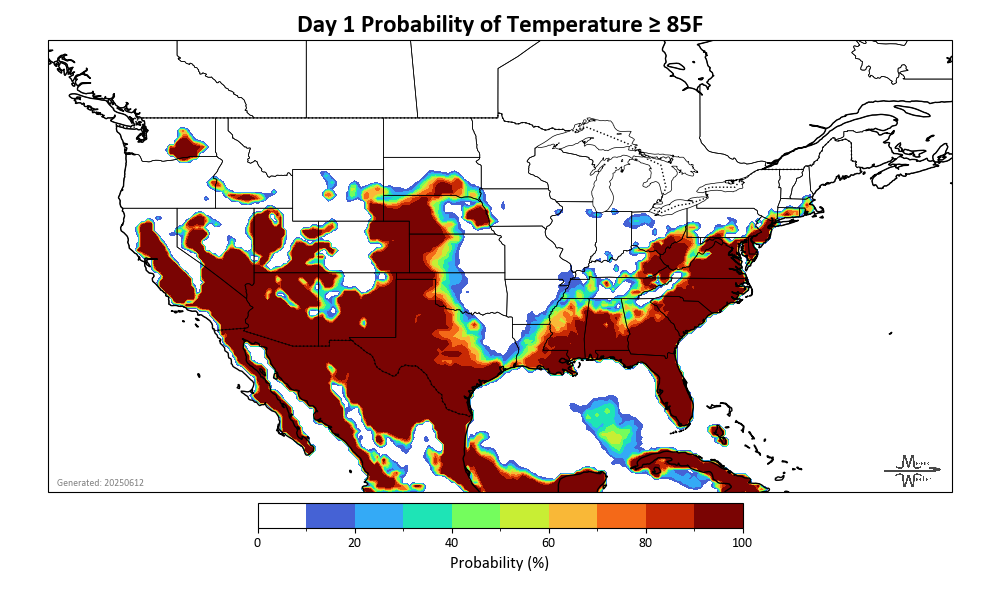 Day 1 Probability of Temperature ≥ 85F
Generated: 20250612
0 20 40 60 80 100
Probability (%)